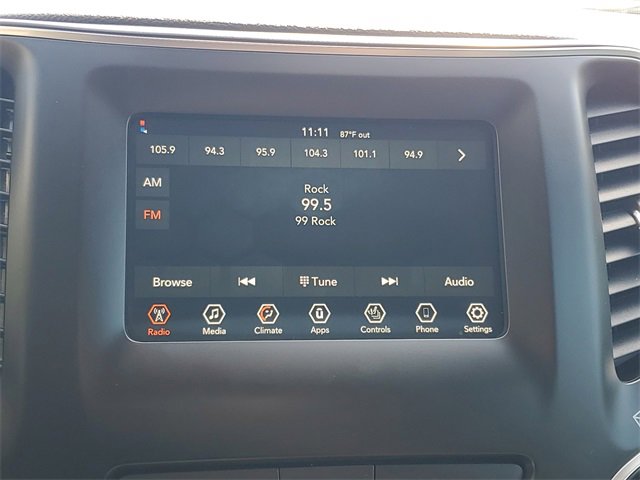 11:11 87°F out
105.9 94.3 95.9 104.3 101.1 94.9
AM
FM
Rock
99.5
99 Rock
Browse Tune Audio
Radio Media Climate Apps Controls Phone Settings